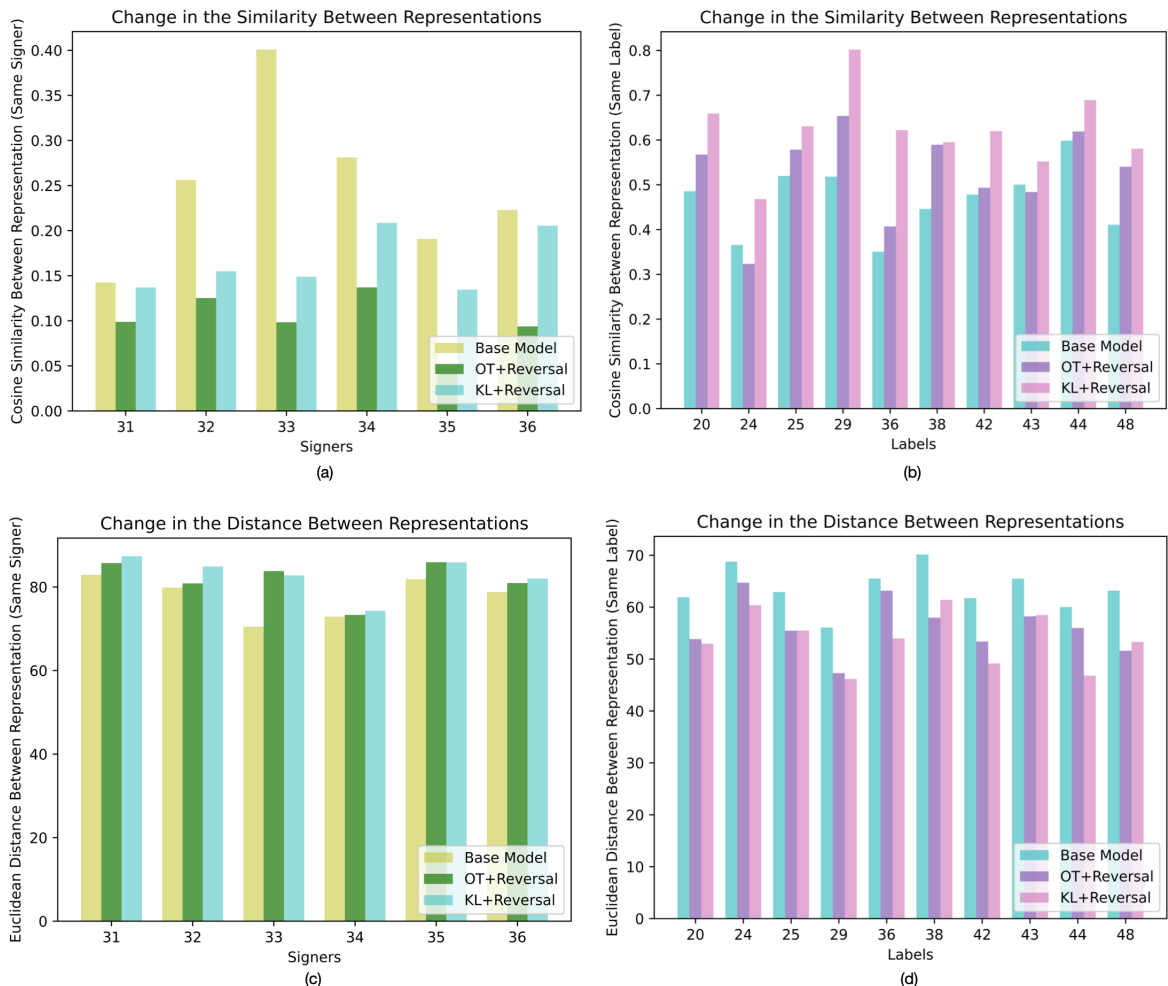 Change in the Similarity Between Representations
Cosine Similarity Between Representation (Same Signer)
0.40
0.35
0.30
0.25
0.20
0.15
0.10
0.05
0.00
Base Model
OT+Reversal
KL+Reversal
31 32 33 34 35 36
Signers
(a)
Change in the Similarity Between Representations
Cosine Similarity Between Representation (Same Label)
0.8
0.7
0.6
0.5
0.4
0.3
0.2
0.1
0.0
Base Model
OT+Reversal
KL+Reversal
20 24 25 29 36 38 42 43 44 48
Labels
(b)
Change in the Distance Between Representations
Euclidean Distance Between Representation (Same Signer)
80
60
40
20
0
Base Model
OT+Reversal
KL+Reversal
31 32 33 34 35 36
Signers
(c)
Change in the Distance Between Representations
Euclidean Distance Between Representation (Same Label)
70
60
50
40
30
20
10
0
Base Model
OT+Reversal
KL+Reversal
20 24 25 29 36 38 42 43 44 48
Labels
(d)